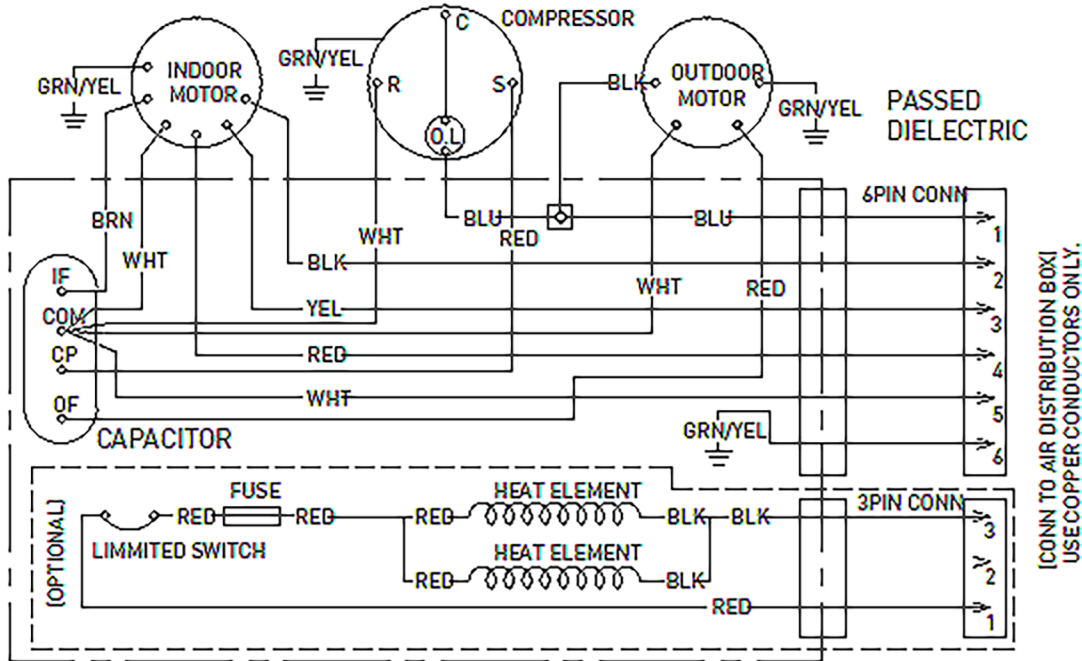 COMPRESSOR
C
GRN/YEL
INDOOR
MOTOR
GRN/YEL
R
S
O.L
BLK
OUTDOOR
MOTOR
GRN/YEL
PASSED
DIELECTRIC
6PIN CONN
BRN
WHT
WHT
BLU
RED
BLU
1
BLK
2
IF
WHT
RED
YEL
3
COM
RED
4
CP
WHT
5
OF
CAPACITOR
GRN/YEL
6
[CONN TO AIR DISTRIBUTION BOX]
USE COPPER CONDUCTORS ONLY.
[OPTIONAL]
FUSE
HEAT ELEMENT
3PIN CONN
RED
RED
RED
BLK
BLK
3
LIMMITED SWITCH
HEAT ELEMENT
RED
BLK
2
RED
1